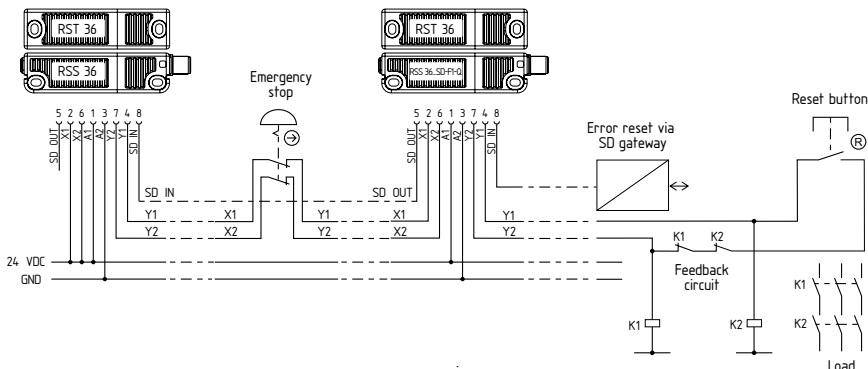 RST 36
RSS 36
RST 36
RSS 36..SD-F1-Q
Emergency
stop
Reset button
Error reset via
SD gateway
R
5 2 6 1 3 7 4 8
SD OUT X1 X2 A1 A2 Y2 Y1 SD IN
5 2 6 1 3 7 4 8
SD OUT X1 X2 A1 A2 Y2 Y1 SD IN
SD IN SD OUT
Y1 X1 Y1 X1 Y1
Y2 X2 Y2 X2 Y2
K1 K2
Feedback
circuit
24 VDC
GND
K1
K2
K1 K2
Load